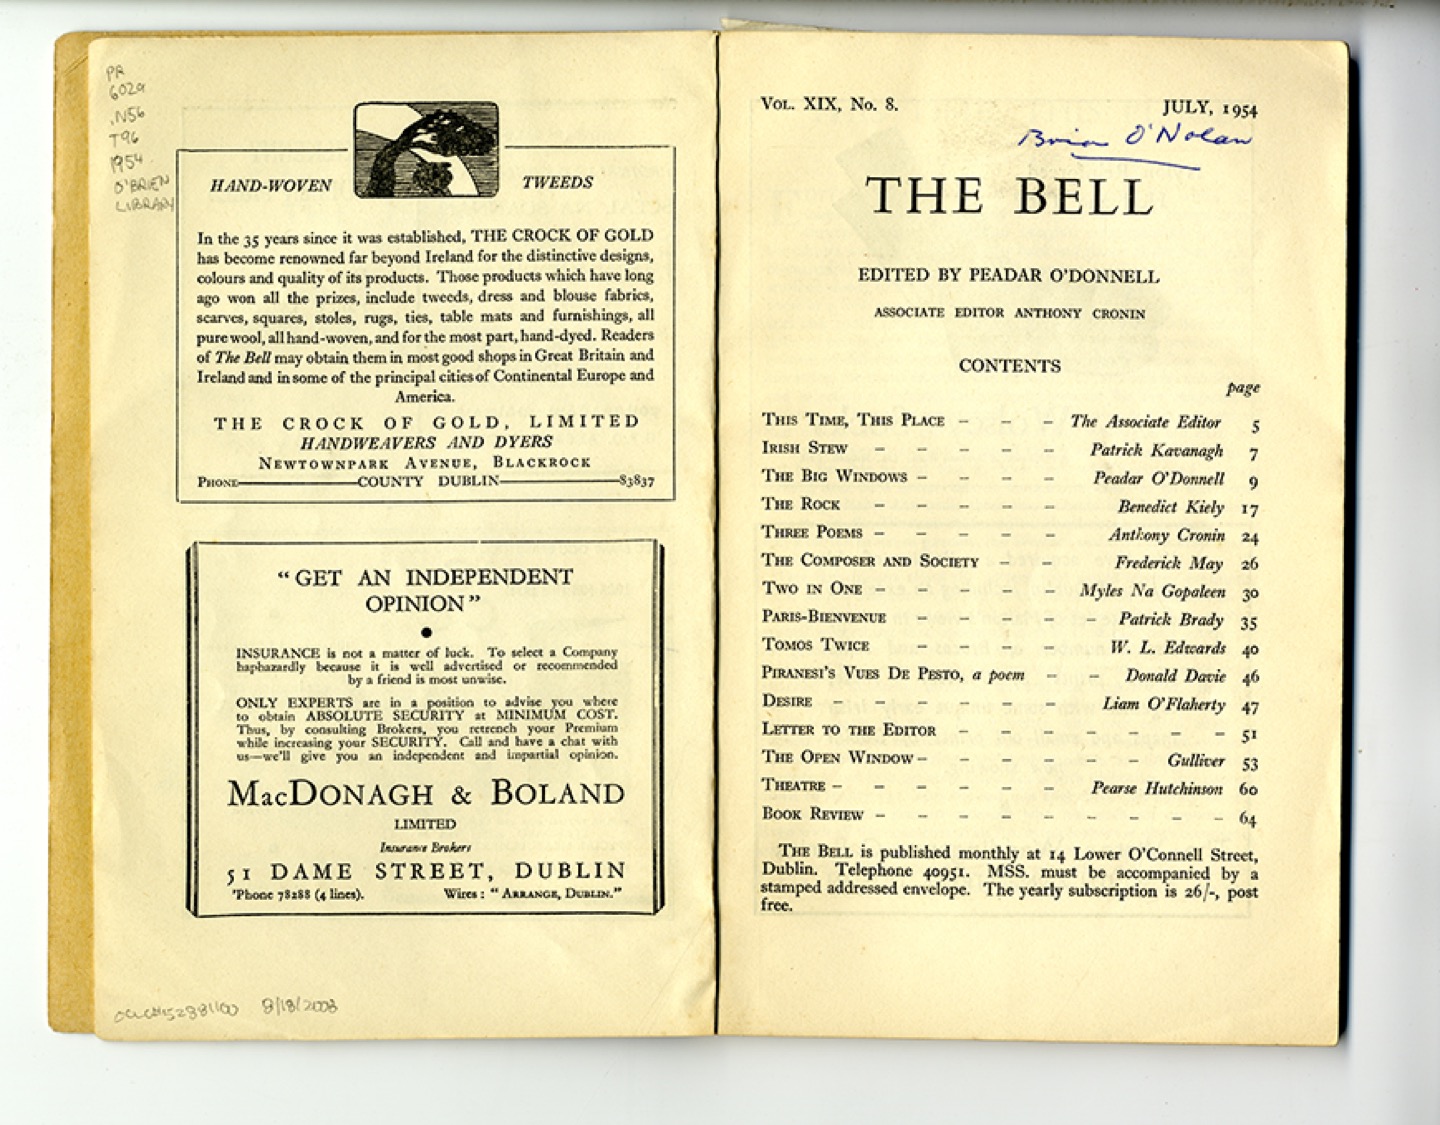 PR
6029
.N56
T96
1954
O'BRIEN
LIBRARY
HAND-WOVEN TWEEDS
In the 35 years since it was established, THE CROCK OF GOLD
has become renowned far beyond Ireland for the distinctive designs,
colours and quality of its products. Those products which have long
ago won all the prizes, include tweeds, dress and blouse fabrics,
scarves, squares, stoles, rugs, ties, table mats and furnishings, all
pure wool, all hand-woven, and for the most part, hand-dyed. Readers
of The Bell may obtain them in most good shops in Great Britain and
Ireland and in some of the principal cities of Continental Europe and
America.
THE CROCK OF GOLD, LIMITED
HANDWEAVERS AND DYERS
NEWTOWNPARK AVENUE, BLACKROCK
PHONE——COUNTY DUBLIN——83837
"GET AN INDEPENDENT
OPINION"
INSURANCE is not a matter of luck. To select a Company
haphazardly because it is well advertised or recommended
by a friend is most unwise.
ONLY EXPERTS are in a position to advise you where
to obtain ABSOLUTE SECURITY at MINIMUM COST.
Thus, by consulting Brokers, you retrench your Premium
while increasing your SECURITY. Call and have a chat with
us—we'll give you an independent and impartial opinion.
MacDONAGH & BOLAND
LIMITED
Insurance Brokers
51 DAME STREET, DUBLIN
'Phone 78288 (4 lines). Wires: "ARRANGE, DUBLIN."
8/18/2008
VOL. XIX, No. 8. JULY, 1954
Brian O'Nolan
THE BELL
EDITED BY PEADAR O'DONNELL
ASSOCIATE EDITOR ANTHONY CRONIN
CONTENTS
page
THIS TIME, THIS PLACE – – – The Associate Editor 5
IRISH STEW – – – – – Patrick Kavanagh 7
THE BIG WINDOWS – – – – Peadar O'Donnell 9
THE ROCK – – – – – Benedict Kiely 17
THREE POEMS – – – – – Anthony Cronin 24
THE COMPOSER AND SOCIETY – – Frederick May 26
TWO IN ONE – – – – – Myles Na Gopaleen 30
PARIS-BIENVENUE – – – – – Patrick Brady 35
TOMOS TWICE – – – – – W. L. Edwards 40
PIRANESI'S VUES DE PESTO, a poem – – Donald Davie 46
DESIRE – – – – – – Liam O'Flaherty 47
LETTER TO THE EDITOR – – – – – – – 51
THE OPEN WINDOW – – – – – – Gulliver 53
THEATRE – – – – – – Pearse Hutchinson 60
BOOK REVIEW – – – – – – – – – 64
THE BELL is published monthly at 14 Lower O'Connell Street,
Dublin. Telephone 40951. MSS. must be accompanied by a
stamped addressed envelope. The yearly subscription is 26/-, post
free.